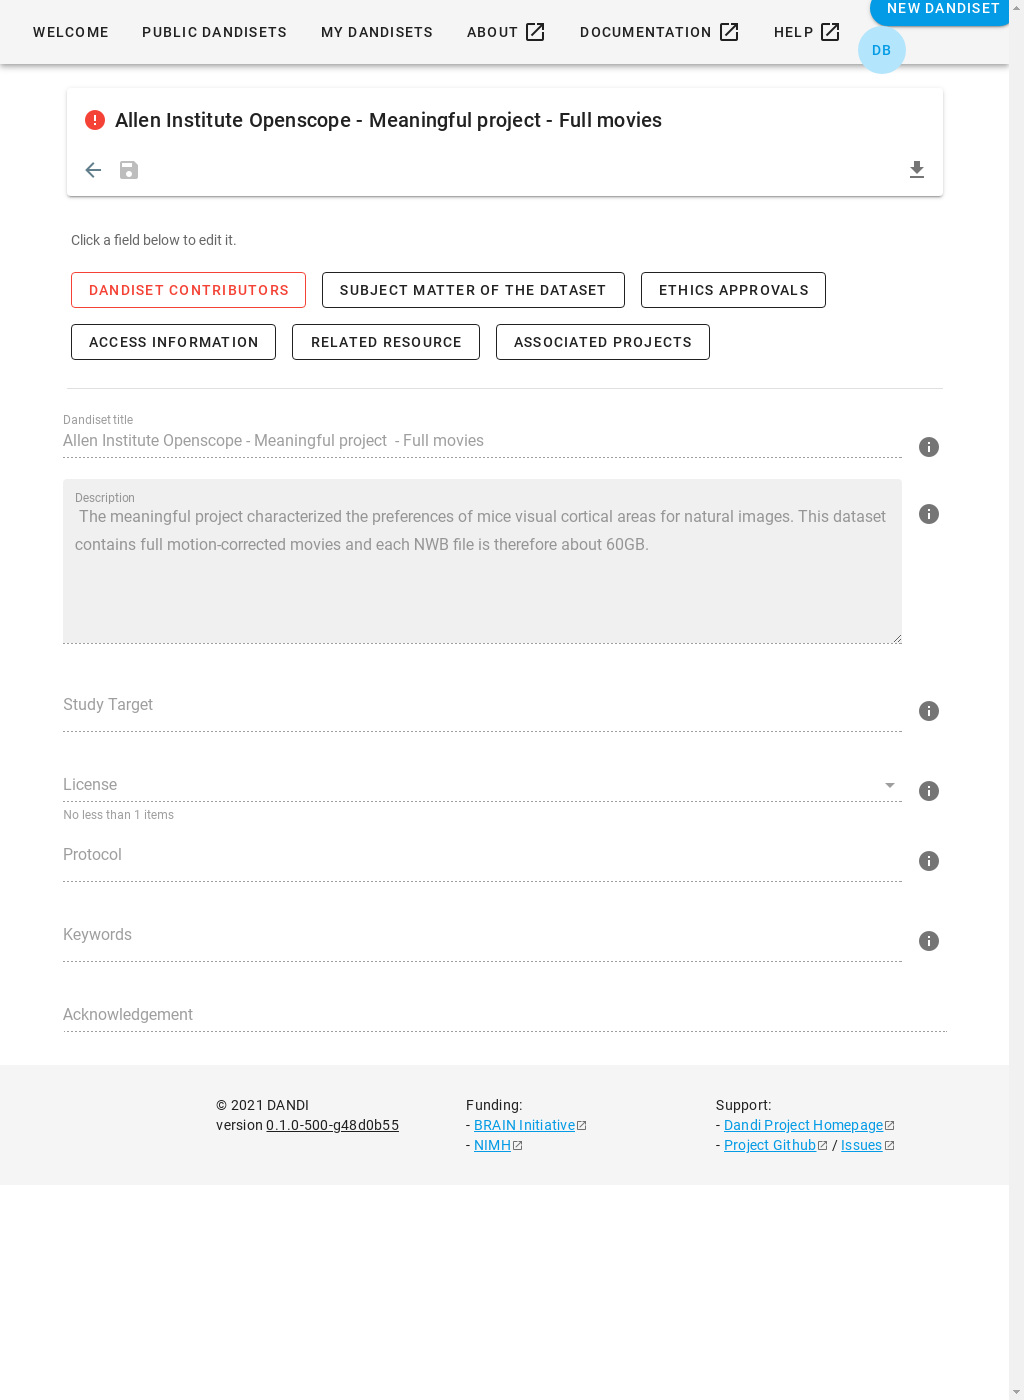 WELCOME PUBLIC DANDISETS MY DANDISETS ABOUT DOCUMENTATION HELP NEW DANDISET
DB
Allen Institute Openscope - Meaningful project - Full movies
Click a field below to edit it.
DANDISET CONTRIBUTORS SUBJECT MATTER OF THE DATASET ETHICS APPROVALS
ACCESS INFORMATION RELATED RESOURCE ASSOCIATED PROJECTS
Dandiset title
Allen Institute Openscope - Meaningful project  - Full movies
Description
The meaningful project characterized the preferences of mice visual cortical areas for natural images. This dataset
contains full motion-corrected movies and each NWB file is therefore about 60GB.
Study Target
License
No less than 1 items
Protocol
Keywords
Acknowledgement
© 2021 DANDI
version 0.1.0-500-g48d0b55
Funding:
- BRAIN Initiative
- NIMH
Support:
- Dandi Project Homepage
- Project Github / Issues